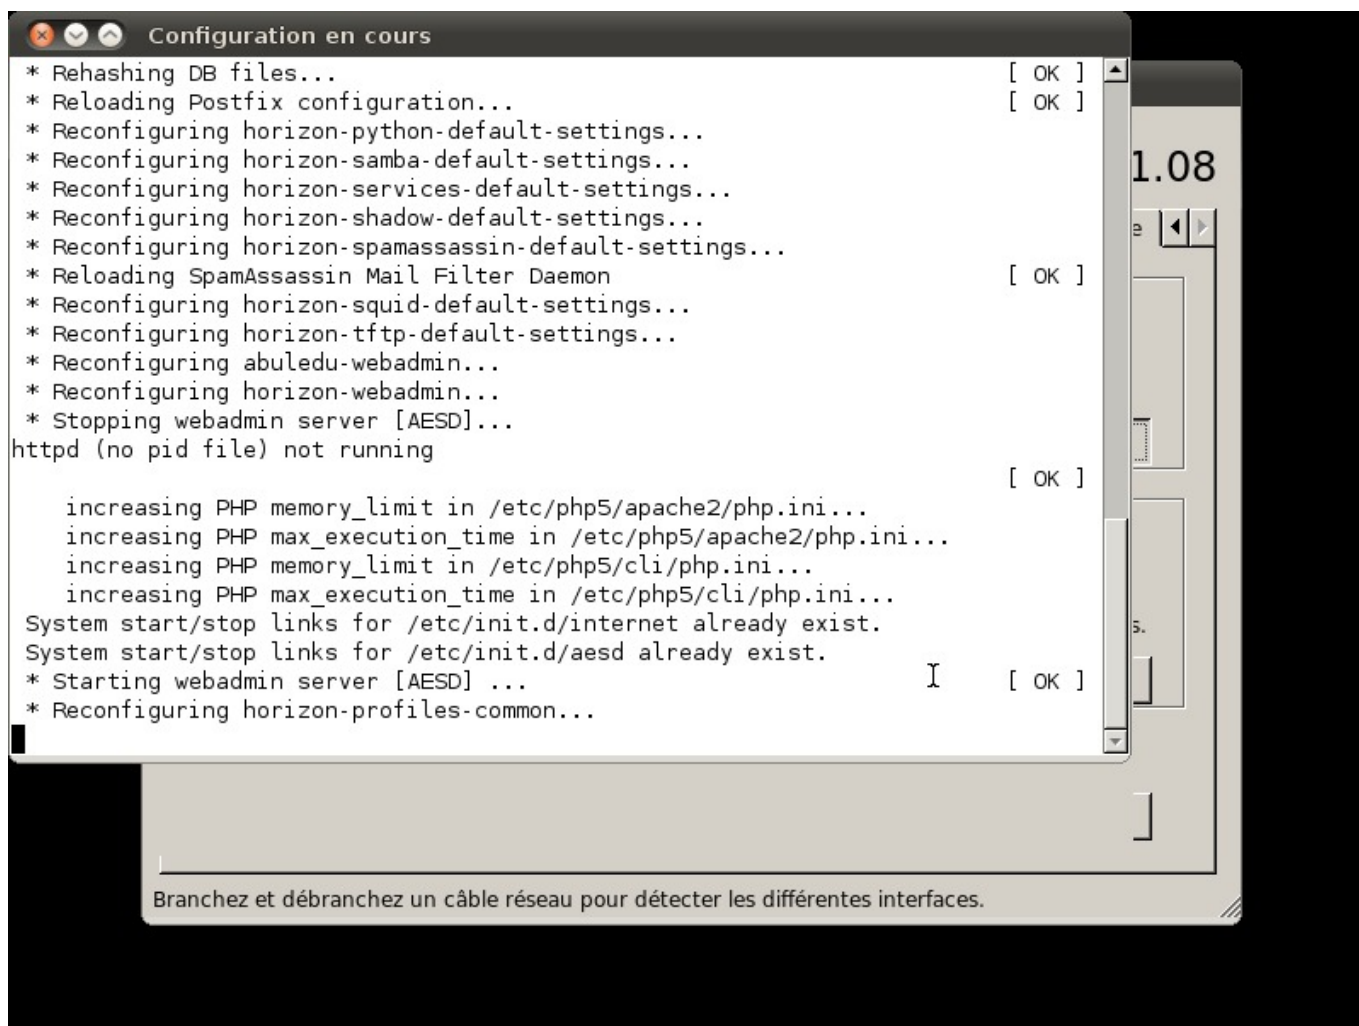 Configuration en cours
* Rehashing DB files... [ OK ]
* Reloading Postfix configuration... [ OK ]
* Reconfiguring horizon-python-default-settings...
* Reconfiguring horizon-samba-default-settings...
* Reconfiguring horizon-services-default-settings...
* Reconfiguring horizon-shadow-default-settings...
* Reconfiguring horizon-spamassassin-default-settings...
* Reloading SpamAssassin Mail Filter Daemon [ OK ]
* Reconfiguring horizon-squid-default-settings...
* Reconfiguring horizon-tftp-default-settings...
* Reconfiguring abuledu-webadmin...
* Reconfiguring horizon-webadmin...
* Stopping webadmin server [AESD]...
httpd (no pid file) not running
[ OK ]
increasing PHP memory_limit in /etc/php5/apache2/php.ini...
increasing PHP max_execution_time in /etc/php5/apache2/php.ini...
increasing PHP memory_limit in /etc/php5/cli/php.ini...
increasing PHP max_execution_time in /etc/php5/cli/php.ini...
System start/stop links for /etc/init.d/internet already exist.
System start/stop links for /etc/init.d/aesd already exist.
* Starting webadmin server [AESD] ... [ OK ]
* Reconfiguring horizon-profiles-common...
1.08
e
s.
Branchez et débranchez un câble réseau pour détecter les différentes interfaces.